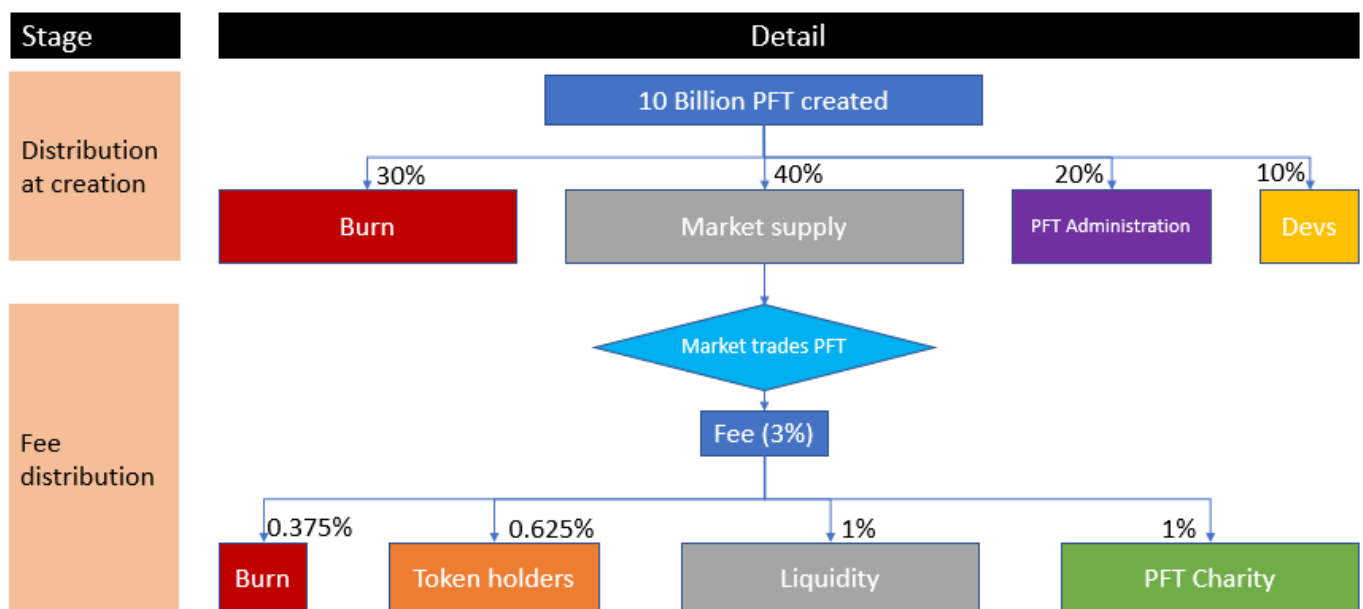 Stage
Detail
Distribution
at creation
10 Billion PFT created
30%
40%
20%
10%
Burn
Market supply
PFT Administration
Devs
Fee
distribution
Market trades PFT
Fee (3%)
0.375%
0.625%
1%
1%
Burn
Token holders
Liquidity
PFT Charity